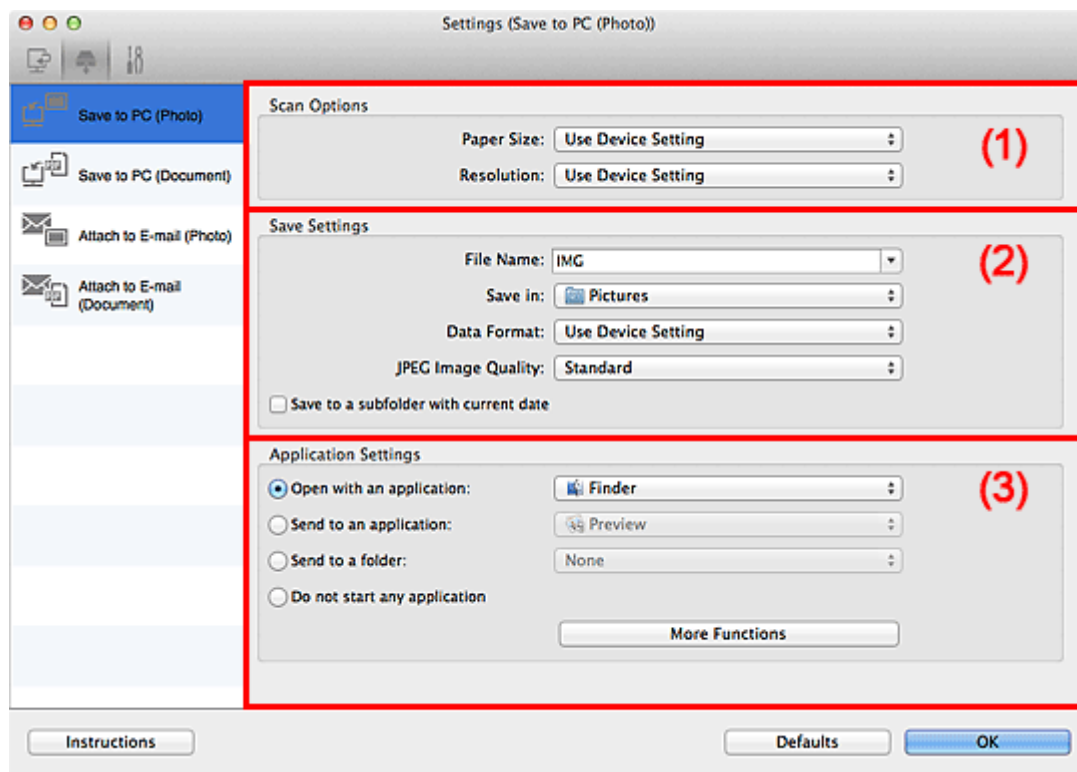 Settings (Save to PC (Photo))
Save to PC (Photo)
Save to PC (Document)
Attach to E-mail (Photo)
Attach to E-mail
(Document)
Scan Options
(1)
Paper Size: Use Device Setting
Resolution: Use Device Setting
Save Settings
(2)
File Name: IMG
Save in: Pictures
Data Format: Use Device Setting
JPEG Image Quality: Standard
Save to a subfolder with current date
Application Settings
(3)
Open with an application: Finder
Send to an application: Preview
Send to a folder: None
Do not start any application
More Functions
Instructions
Defaults
OK